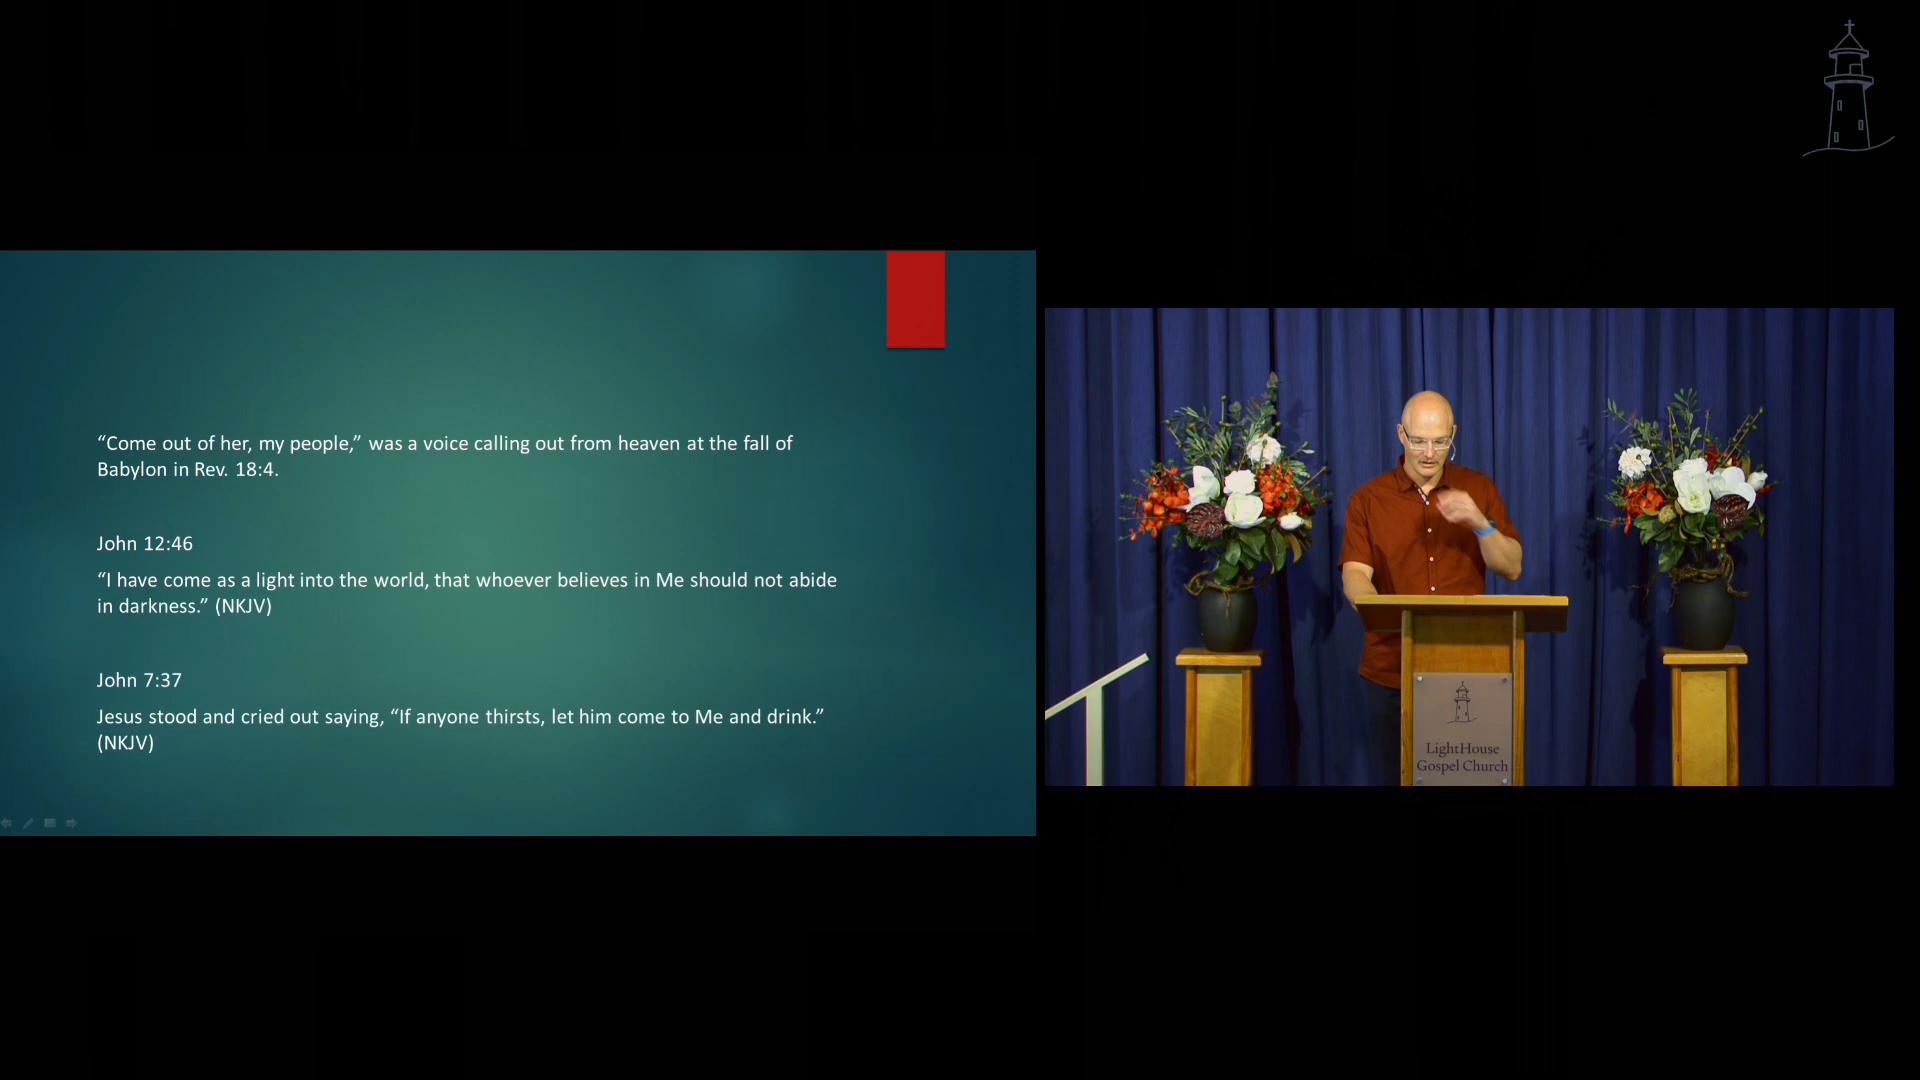 “Come out of her, my people,” was a voice calling out from heaven at the fall of
Babylon in Rev. 18:4.
John 12:46
“I have come as a light into the world, that whoever believes in Me should not abide
in darkness.” (NKJV)
John 7:37
Jesus stood and cried out saying, “If anyone thirsts, let him come to Me and drink.”
(NKJV)
LightHouse
Gospel Church